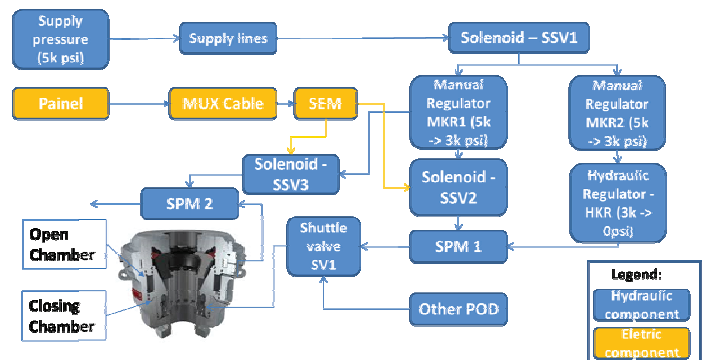 Supply
pressure
(5k psi)
Supply lines
Solenoid – SSV1
Painel
MUX Cable
SEM
Manual
Regulator
MKR1 (5k
-> 3k psi)
Manual
Regulator
MKR2 (5k
-> 3k psi)
Solenoid -
SSV3
Solenoid -
SSV2
Hydraulic
Regulator -
HKR (3k ->
0psi)
SPM 2
Open
Chamber
Shuttle
valve
SV1
SPM 1
Closing
Chamber
Other POD
Legend:
Hydraulic
component
Eletric
component